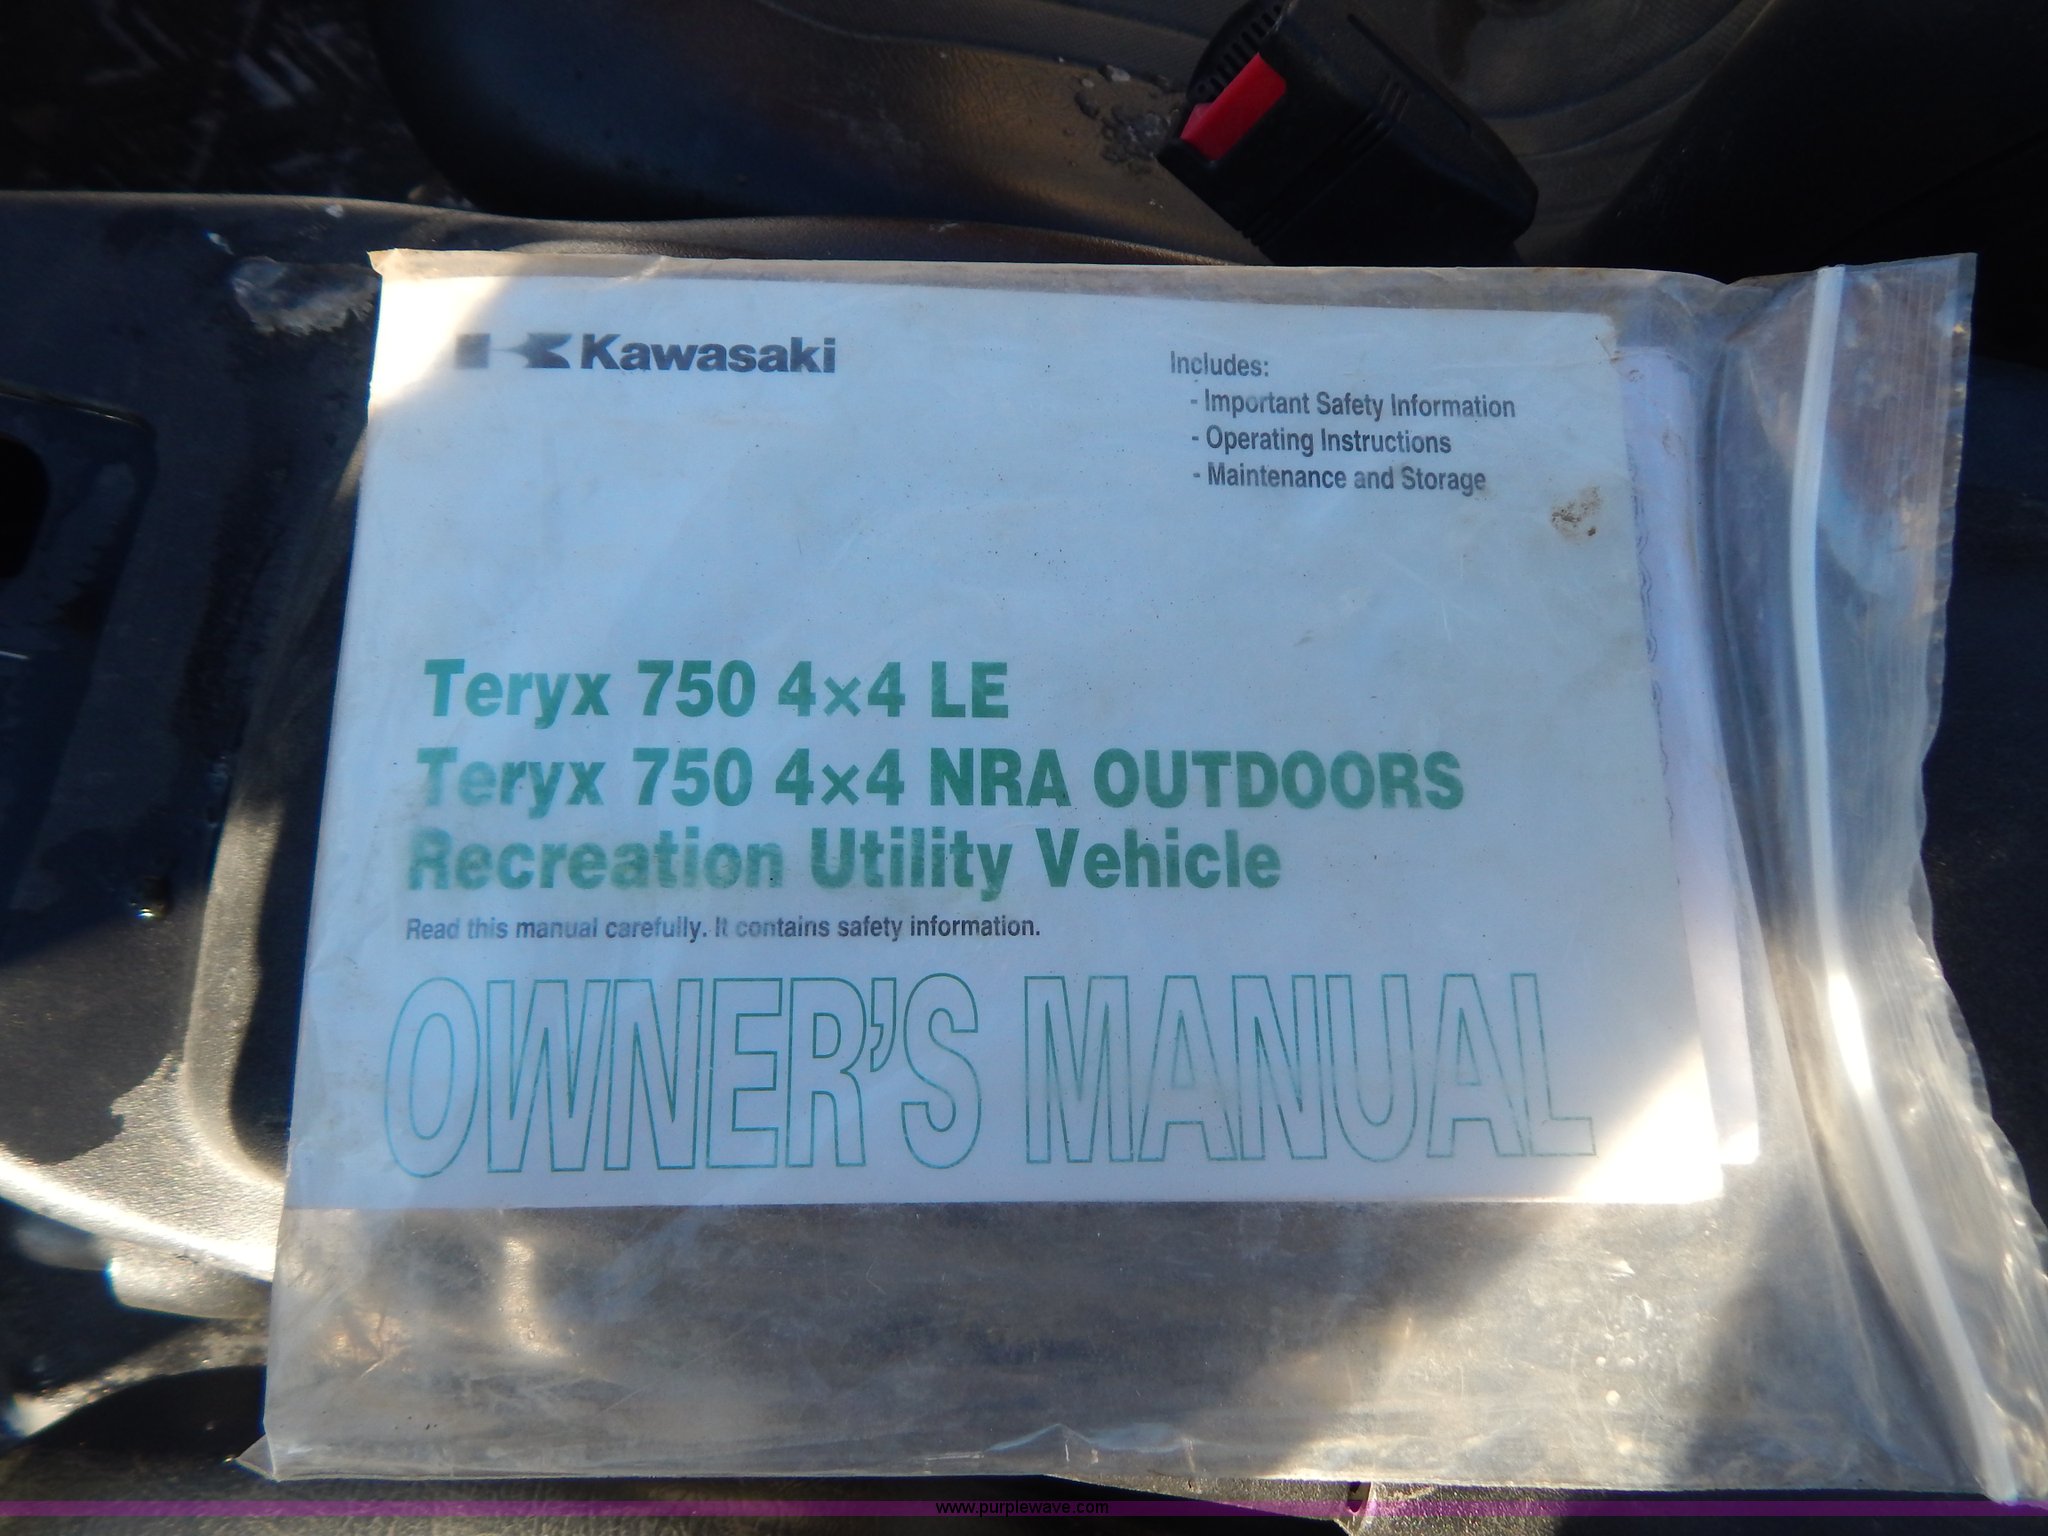 Kawasaki
Includes:
- Important Safety Information
- Operating Instructions
- Maintenance and Storage
Teryx 750 4×4 LE
Teryx 750 4×4 NRA OUTDOORS
Recreation Utility Vehicle
Read this manual carefully. It contains safety information.
OWNER'S MANUAL
www.purplewave.com